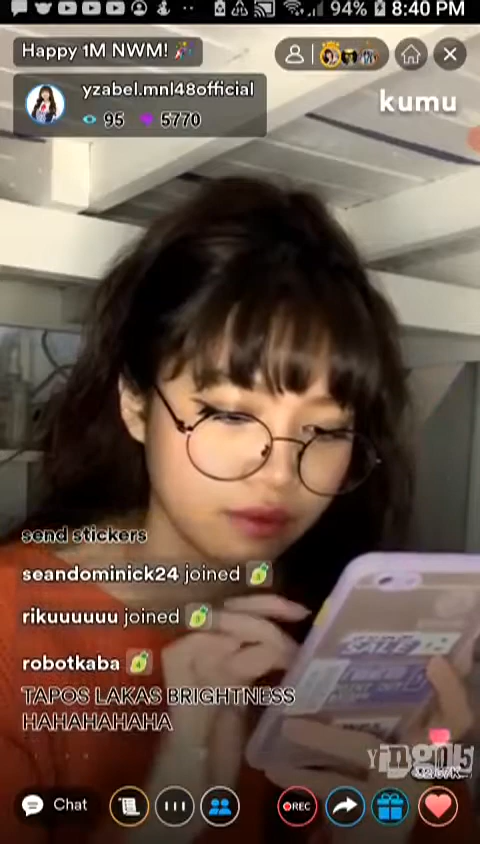 94% 8:40 PM
Happy 1M NWM! 🎉
yzabel.mnl48official
95 5770
kumu
send stickers
seandominick24 joined
rikuuuuuu joined
robotkaba
TAPOS LAKAS BRIGHTNESS
HAHAHAHAHA
SALE
Chat
REC